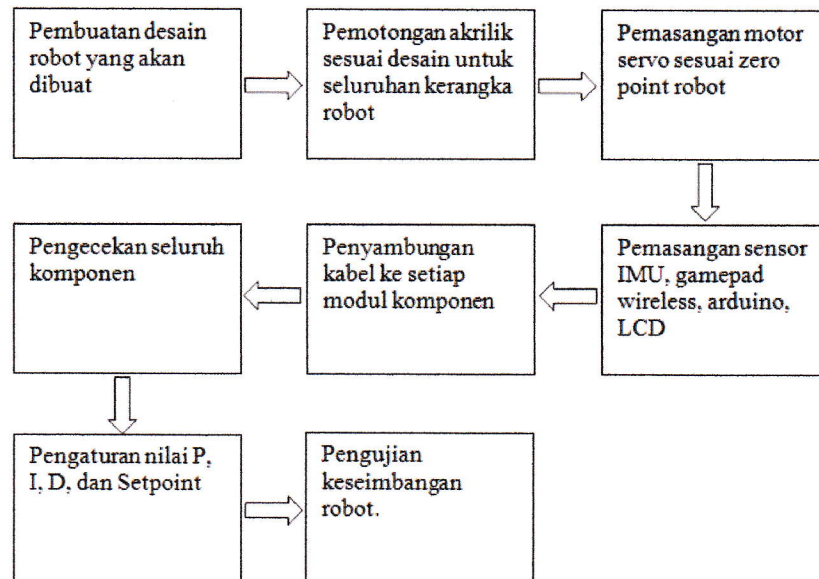 Pembuatan desain
robot yang akan
dibuat
Pemotongan akrilik
sesuai desain untuk
seluruhan kerangka
robot
Pemasangan motor
servo sesuai zero
point robot
Pemasangan sensor
IMU, gamepad
wireless, arduino,
LCD
Penyambungan
kabel ke setiap
modul komponen
Pengecekan seluruh
komponen
Pengaturan nilai P,
I, D, dan Setpoint
Pengujian
keseimbangan
robot.